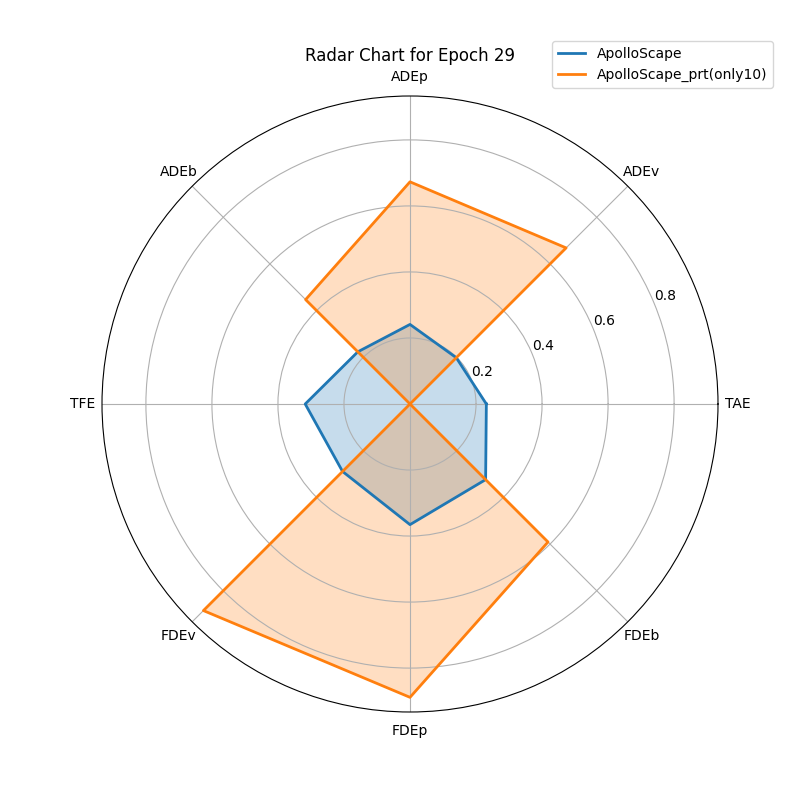 Radar Chart for Epoch 29
ApolloScape
ApolloScape_prt(only10)
ADEp
ADEb
ADEv
0.8
0.6
0.4
0.2
TFE
TAE
FDEv
FDEb
FDEp